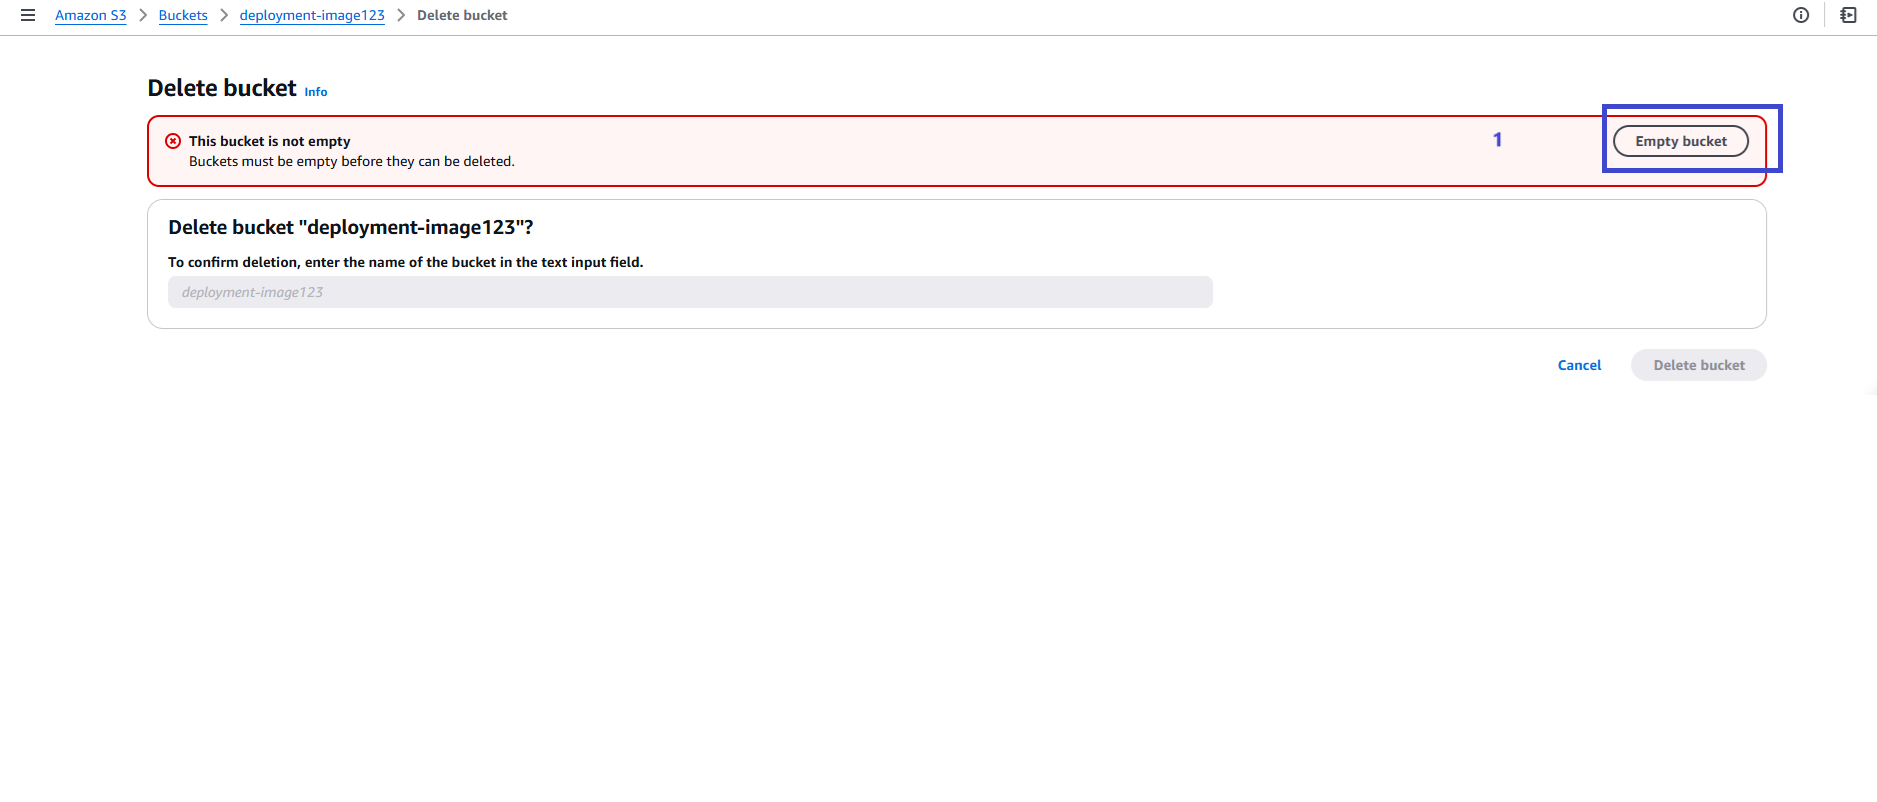 Amazon S3 > Buckets > deployment-image123 > Delete bucket
Delete bucket Info
This bucket is not empty
Buckets must be empty before they can be deleted.
1
Empty bucket
Delete bucket "deployment-image123"?
To confirm deletion, enter the name of the bucket in the text input field.
deployment-image123
Cancel
Delete bucket